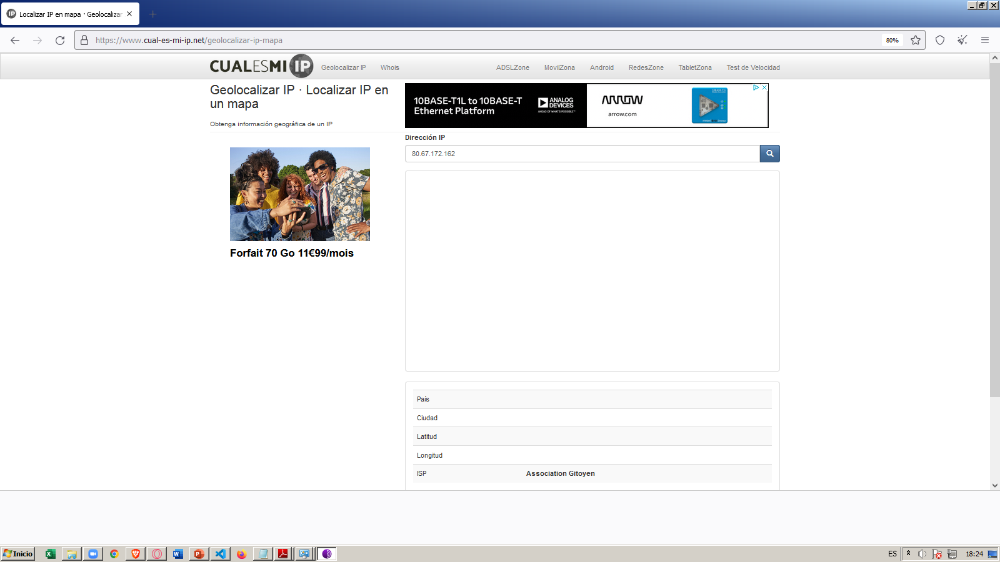 Localizar IP en mapa · Geolocalizar
https://www.cual-es-mi-ip.net/geolocalizar-ip-mapa
80%
CUALESMI IP
Geolocalizar IP
Whois
ADSLZone
MovilZona
Android
RedesZone
TabletZona
Test de Velocidad
Geolocalizar IP · Localizar IP en
un mapa
Obtenga información geográfica de un IP
10BASE-T1L to 10BASE-T
Ethernet Platform
ANALOG
DEVICES
AHEAD OF WHAT'S POSSIBLE™
ARROW
arrow.com
Dirección IP
80.67.172.162
Forfait 70 Go 11€99/mois
País
Ciudad
Latitud
Longitud
ISP Association Gitoyen
Inicio
ES
18:24